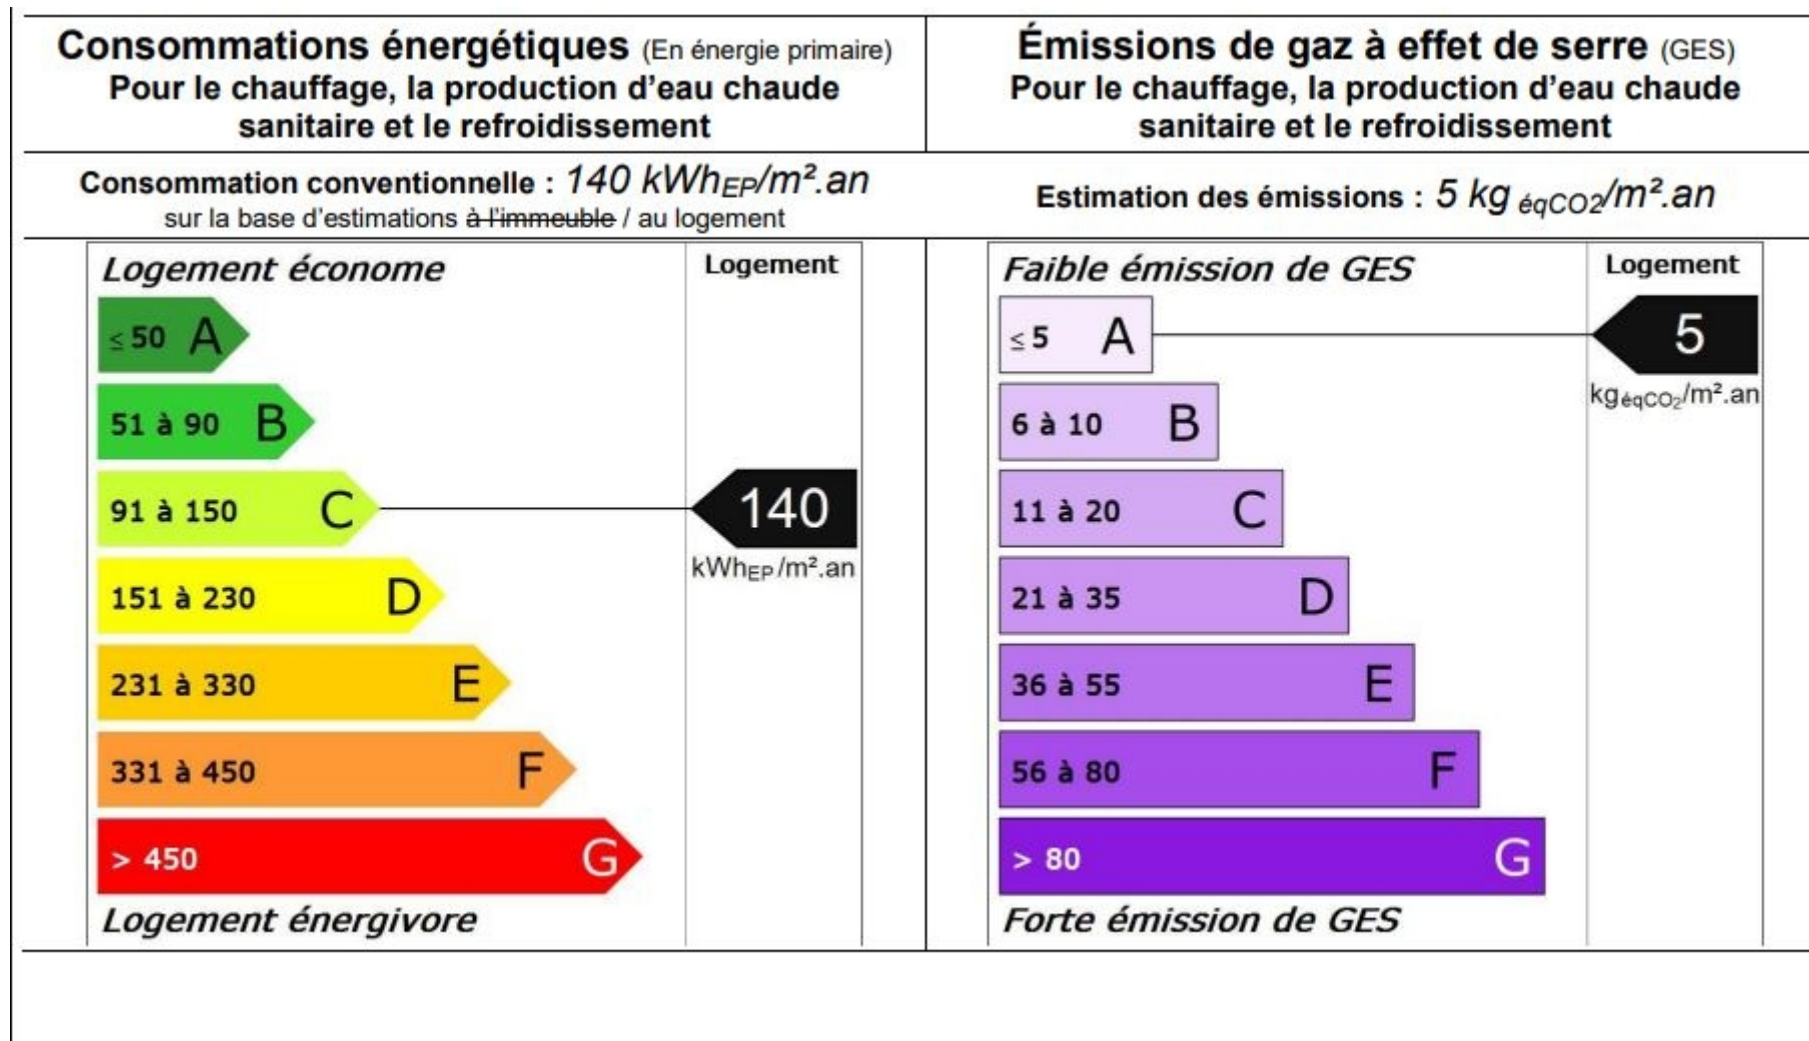 Consommations énergétiques (En énergie primaire)
Pour le chauffage, la production d'eau chaude
sanitaire et le refroidissement
Consommation conventionnelle : 140 kWhEP/m².an
sur la base d'estimations à l'immeuble / au logement
Logement économe
Logement
≤ 50 A
51 à 90 B
91 à 150 C
140
kWhEP/m².an
151 à 230 D
231 à 330 E
331 à 450 F
> 450 G
Logement énergivore
Émissions de gaz à effet de serre (GES)
Pour le chauffage, la production d'eau chaude
sanitaire et le refroidissement
Estimation des émissions : 5 kg éqCO2/m².an
Faible émission de GES
Logement
≤ 5 A
5
kgéqCO2/m².an
6 à 10 B
11 à 20 C
21 à 35 D
36 à 55 E
56 à 80 F
> 80 G
Forte émission de GES